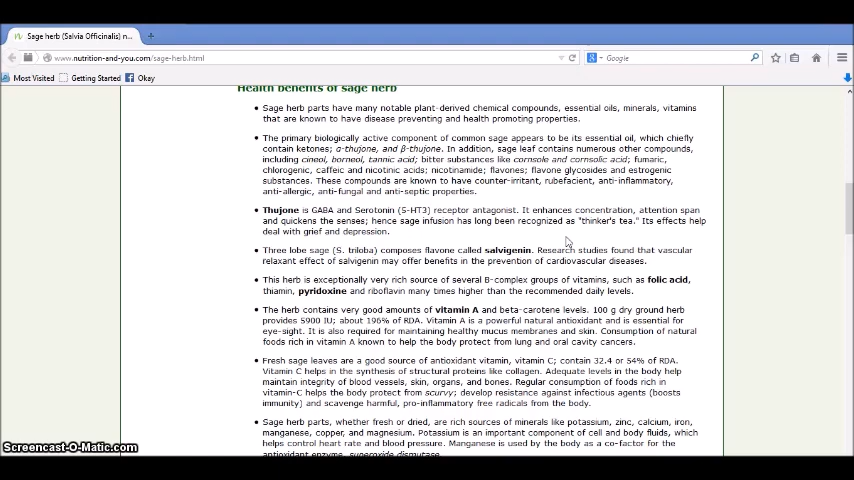 Sage herb (Salvia Officinalis) n...
www.nutrition-and-you.com/sage-herb.html
Google
Most Visited
Getting Started
Okay
Health benefits of sage herb
Sage herb parts have many notable plant-derived chemical compounds, essential oils, minerals, vitamins
that are known to have disease preventing and health promoting properties.
The primary biologically active component of common sage appears to be its essential oil, which chiefly
contain ketones; α-thujone, and β-thujone. In addition, sage leaf contains numerous other compounds,
including cineol, borneol, tannic acid; bitter substances like cornsole and cornsolic acid; fumaric,
chlorogenic, caffeic and nicotinic acids; nicotinamide; flavones; flavone glycosides and estrogenic
substances. These compounds are known to have counter-irritant, rubefacient, anti-inflammatory,
anti-allergic, anti-fungal and anti-septic properties.
Thujone is GABA and Serotonin (5-HT3) receptor antagonist. It enhances concentration, attention span
and quickens the senses; hence sage infusion has long been recognized as "thinker's tea." Its effects help
deal with grief and depression.
Three lobe sage (S. triloba) composes flavone called salvigenin. Research studies found that vascular
relaxant effect of salvigenin may offer benefits in the prevention of cardiovascular diseases.
This herb is exceptionally very rich source of several B-complex groups of vitamins, such as folic acid,
thiamin, pyridoxine and riboflavin many times higher than the recommended daily levels.
The herb contains very good amounts of vitamin A and beta-carotene levels. 100 g dry ground herb
provides 5900 IU; about 196% of RDA. Vitamin A is a powerful natural antioxidant and is essential for
eye-sight. It is also required for maintaining healthy mucus membranes and skin. Consumption of natural
foods rich in vitamin A known to help the body protect from lung and oral cavity cancers.
Fresh sage leaves are a good source of antioxidant vitamin, vitamin C; contain 32.4 or 54% of RDA.
Vitamin C helps in the synthesis of structural proteins like collagen. Adequate levels in the body help
maintain integrity of blood vessels, skin, organs, and bones. Regular consumption of foods rich in
vitamin-C helps the body protect from scurvy; develop resistance against infectious agents (boosts
immunity) and scavenge harmful, pro-inflammatory free radicals from the body.
Sage herb parts, whether fresh or dried, are rich sources of minerals like potassium, zinc, calcium, iron,
manganese, copper, and magnesium. Potassium is an important component of cell and body fluids, which
helps control heart rate and blood pressure. Manganese is used by the body as a co-factor for the
antioxidant enzyme, superoxide dismutase.
Screencast-O-Matic.com